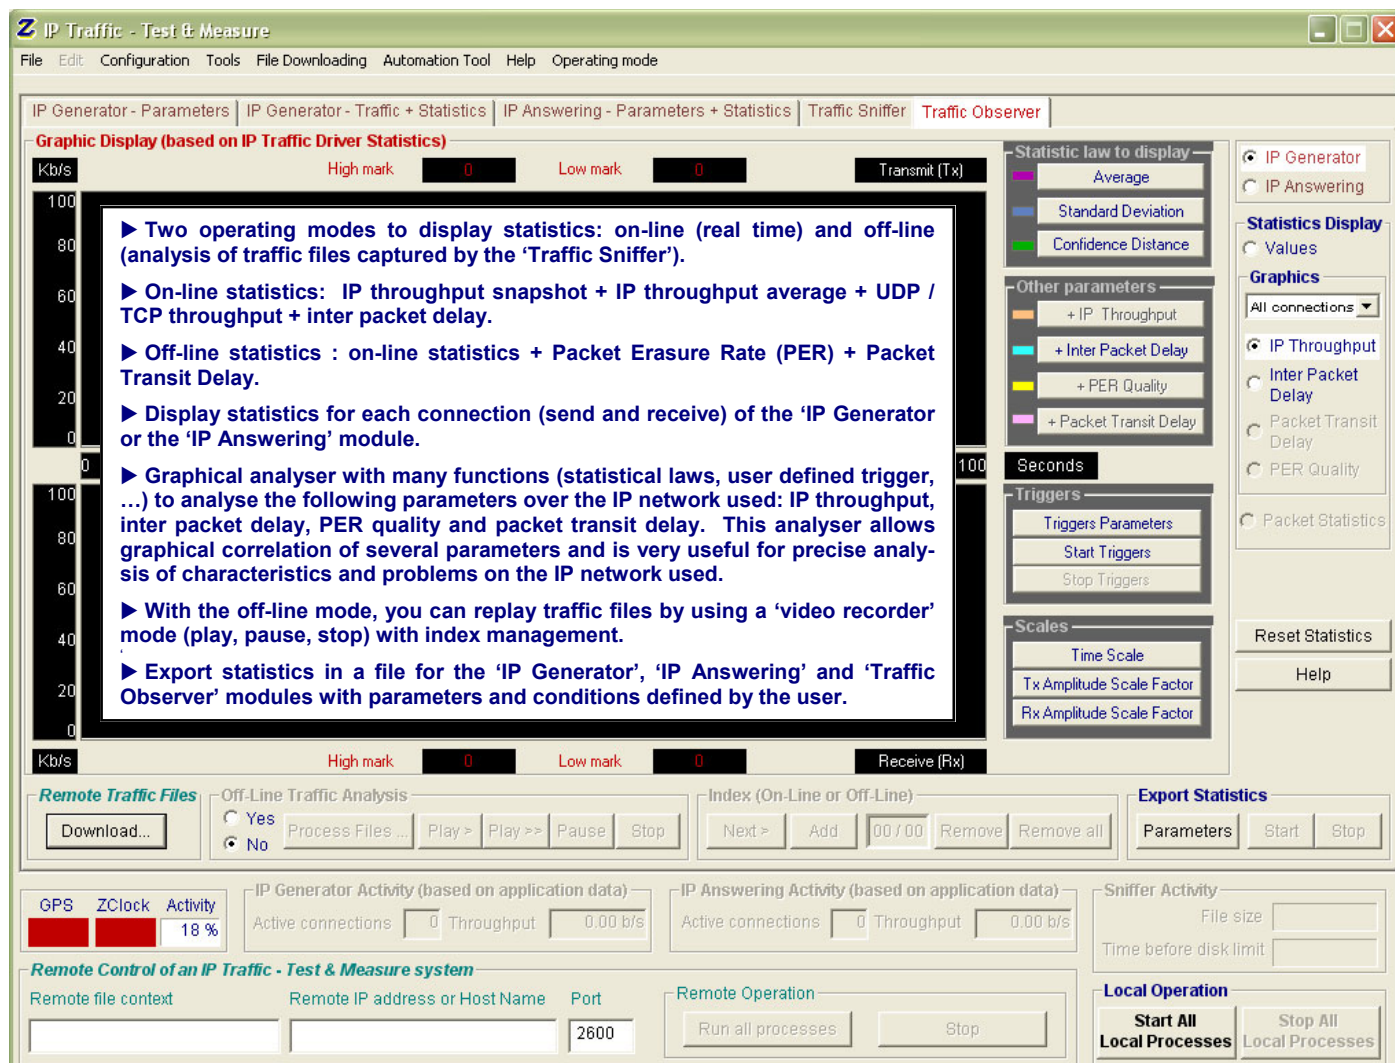 Z IP Traffic - Test & Measure
File Edit Configuration Tools File Downloading Automation Tool Help Operating mode
IP Generator - Parameters IP Generator - Traffic + Statistics IP Answering - Parameters + Statistics Traffic Sniffer Traffic Observer
Graphic Display (based on IP Traffic Driver Statistics)
Kb/s High mark 0 Low mark 0 Transmit (Tx)
100
80
60
40
20
0
0 100 Seconds
▶ Two operating modes to display statistics: on-line (real time) and off-line
(analysis of traffic files captured by the ‘Traffic Sniffer’).
▶ On-line statistics: IP throughput snapshot + IP throughput average + UDP /
TCP throughput + inter packet delay.
▶ Off-line statistics : on-line statistics + Packet Erasure Rate (PER) + Packet
Transit Delay.
▶ Display statistics for each connection (send and receive) of the ‘IP Generator
or the ‘IP Answering’ module.
▶ Graphical analyser with many functions (statistical laws, user defined trigger,
…) to analyse the following parameters over the IP network used: IP throughput,
inter packet delay, PER quality and packet transit delay. This analyser allows
graphical correlation of several parameters and is very useful for precise analy-
sis of characteristics and problems on the IP network used.
▶ With the off-line mode, you can replay traffic files by using a ‘video recorder’
mode (play, pause, stop) with index management.
▶ Export statistics in a file for the ‘IP Generator’, ‘IP Answering’ and ‘Traffic
Observer’ modules with parameters and conditions defined by the user.
100
80
60
40
20
0
Kb/s High mark 0 Low mark 0 Receive (Rx)
Statistic law to display
Average
Standard Deviation
Confidence Distance
Other parameters
+ IP Throughput
+ Inter Packet Delay
+ PER Quality
+ Packet Transit Delay
Triggers
Triggers Parameters
Start Triggers
Stop Triggers
Scales
Time Scale
Tx Amplitude Scale Factor
Rx Amplitude Scale Factor
IP Generator
IP Answering
Statistics Display
Values
Graphics
All connections
IP Throughput
Inter Packet
Delay
Packet Transit
Delay
PER Quality
Packet Statistics
Reset Statistics
Help
Remote Traffic Files
Download...
Off-Line Traffic Analysis
Yes
No
Process Files ... Play > Play >> Pause Stop
Index (On-Line or Off-Line)
Next > Add 00 / 00 Remove Remove all
Export Statistics
Parameters Start Stop
GPS ZClock Activity
18 %
IP Generator Activity (based on application data)
Active connections 0 Throughput 0.00 b/s
IP Answering Activity (based on application data)
Active connections 0 Throughput 0.00 b/s
Sniffer Activity
File size
Time before disk limit
Remote Control of an IP Traffic - Test & Measure system
Remote file context Remote IP address or Host Name Port
2600
Remote Operation
Run all processes Stop
Local Operation
Start All
Local Processes
Stop All
Local Processes